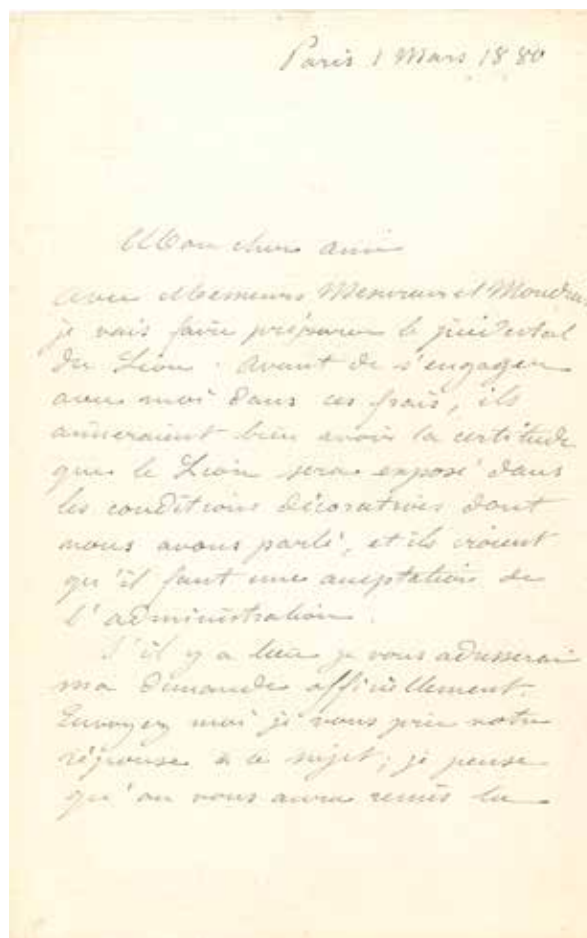 Paris 1 Mars 1880
Mon cher ami
Avec Messieurs et
je vais faire préparer le piédestal
du Lion. Avant de s'engager
avec moi dans ces frais, ils
aimeraient bien avoir la certitude
que le Lion sera exposé dans
les conditions décoratives dont
nous avons parlé, et ils croient
qu'il faut une acceptation de
l'administration.
S'il y a lieu je vous adresserai
ma demande officiellement.
Envoyez moi je vous prie votre
réponse à ce sujet; je pense
qu'on vous aura remis la